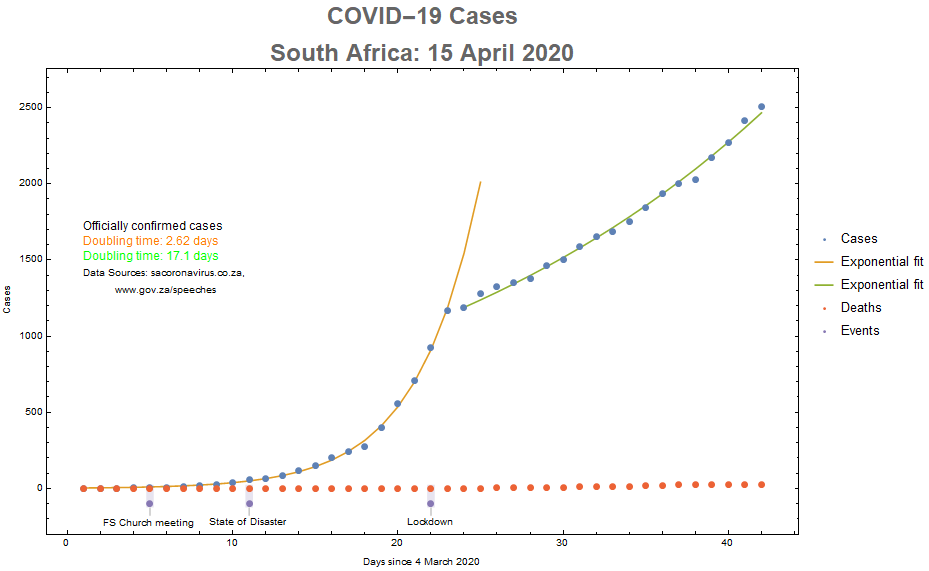 COVID–19 Cases
South Africa: 15 April 2020
2500
2000
1500
1000
500
0
Cases
Officially confirmed cases
Doubling time: 2.62 days
Doubling time: 17.1 days
Data Sources: sacoronavirus.co.za,
www.gov.za/speeches
FS Church meeting
State of Disaster
Lockdown
0 10 20 30 40
Days since 4 March 2020
Cases
Exponential fit
Exponential fit
Deaths
Events